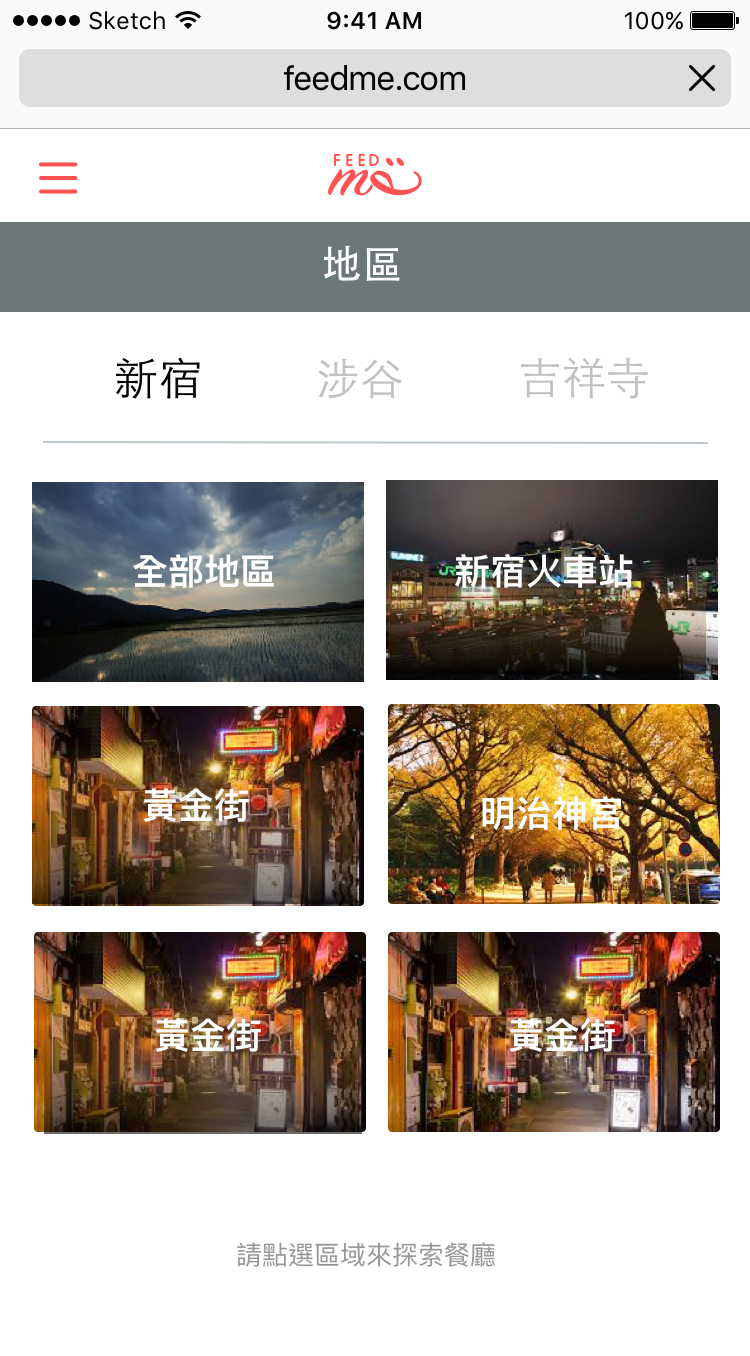 Sketch 9:41 AM 100%
feedme.com
FEED
me
地區
新宿 涉谷 吉祥寺
全部地區 新宿火車站
黃金街 明治神宮
黃金街 黃金街
請點選區域來探索餐廳